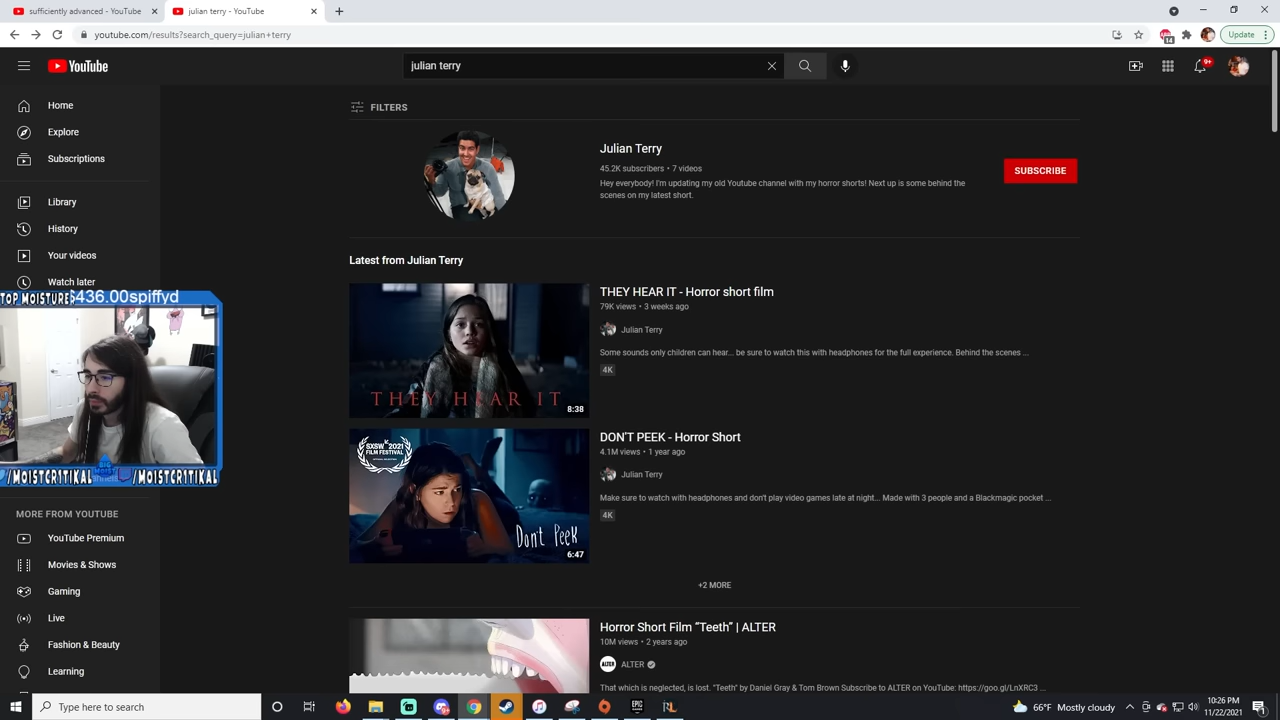 sufficiently advanced - YouTube
julian terry - YouTube
youtube.com/results?search_query=julian+terry
14
Update
YouTube
julian terry
9+
Home
Explore
Subscriptions
Library
History
Your videos
Watch later
TOP MOISTURE
$436.00spiffyd
BIG MOIST
/MOISTCR1TIKAL
/MOISTCR1TIKAL
MORE FROM YOUTUBE
YouTube Premium
Movies & Shows
Gaming
Live
Fashion & Beauty
Learning
FILTERS
Julian Terry
45.2K subscribers • 7 videos
Hey everybody! I'm updating my old Youtube channel with my horror shorts! Next up is some behind the
scenes on my latest short.
SUBSCRIBE
Latest from Julian Terry
THEY HEAR IT
8:38
THEY HEAR IT - Horror short film
79K views • 3 weeks ago
Julian Terry
Some sounds only children can hear... be sure to watch this with headphones for the full experience. Behind the scenes ...
4K
SXSW 2021
FILM FESTIVAL
Dont Peek
6:47
DON'T PEEK - Horror Short
4.1M views • 1 year ago
Julian Terry
Make sure to watch with headphones and don't play video games late at night... Made with 3 people and a Blackmagic pocket ...
4K
+2 MORE
Horror Short Film “Teeth” | ALTER
10M views • 2 years ago
ALTER
ALTER
That which is neglected, is lost. "Teeth" by Daniel Gray & Tom Brown Subscribe to ALTER on YouTube: https://goo.gl/LnXRC3 ...
Type here to search
EPIC
66°F Mostly cloudy
10:26 PM
11/22/2021